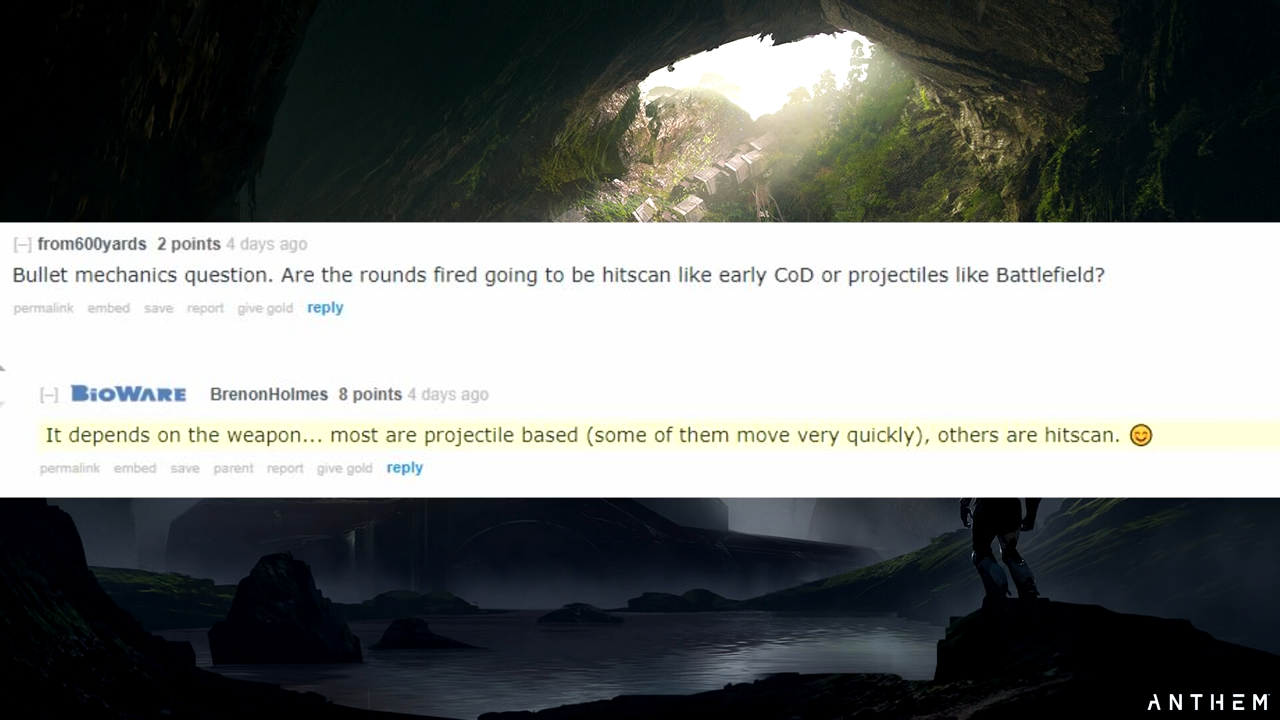 [–] from600yards 2 points 4 days ago
Bullet mechanics question. Are the rounds fired going to be hitscan like early CoD or projectiles like Battlefield?
permalink embed save report give gold reply
[–] BIOWARE BrenonHolmes 8 points 4 days ago
It depends on the weapon... most are projectile based (some of them move very quickly), others are hitscan. 😊
permalink embed save parent report give gold reply
ANTHEM